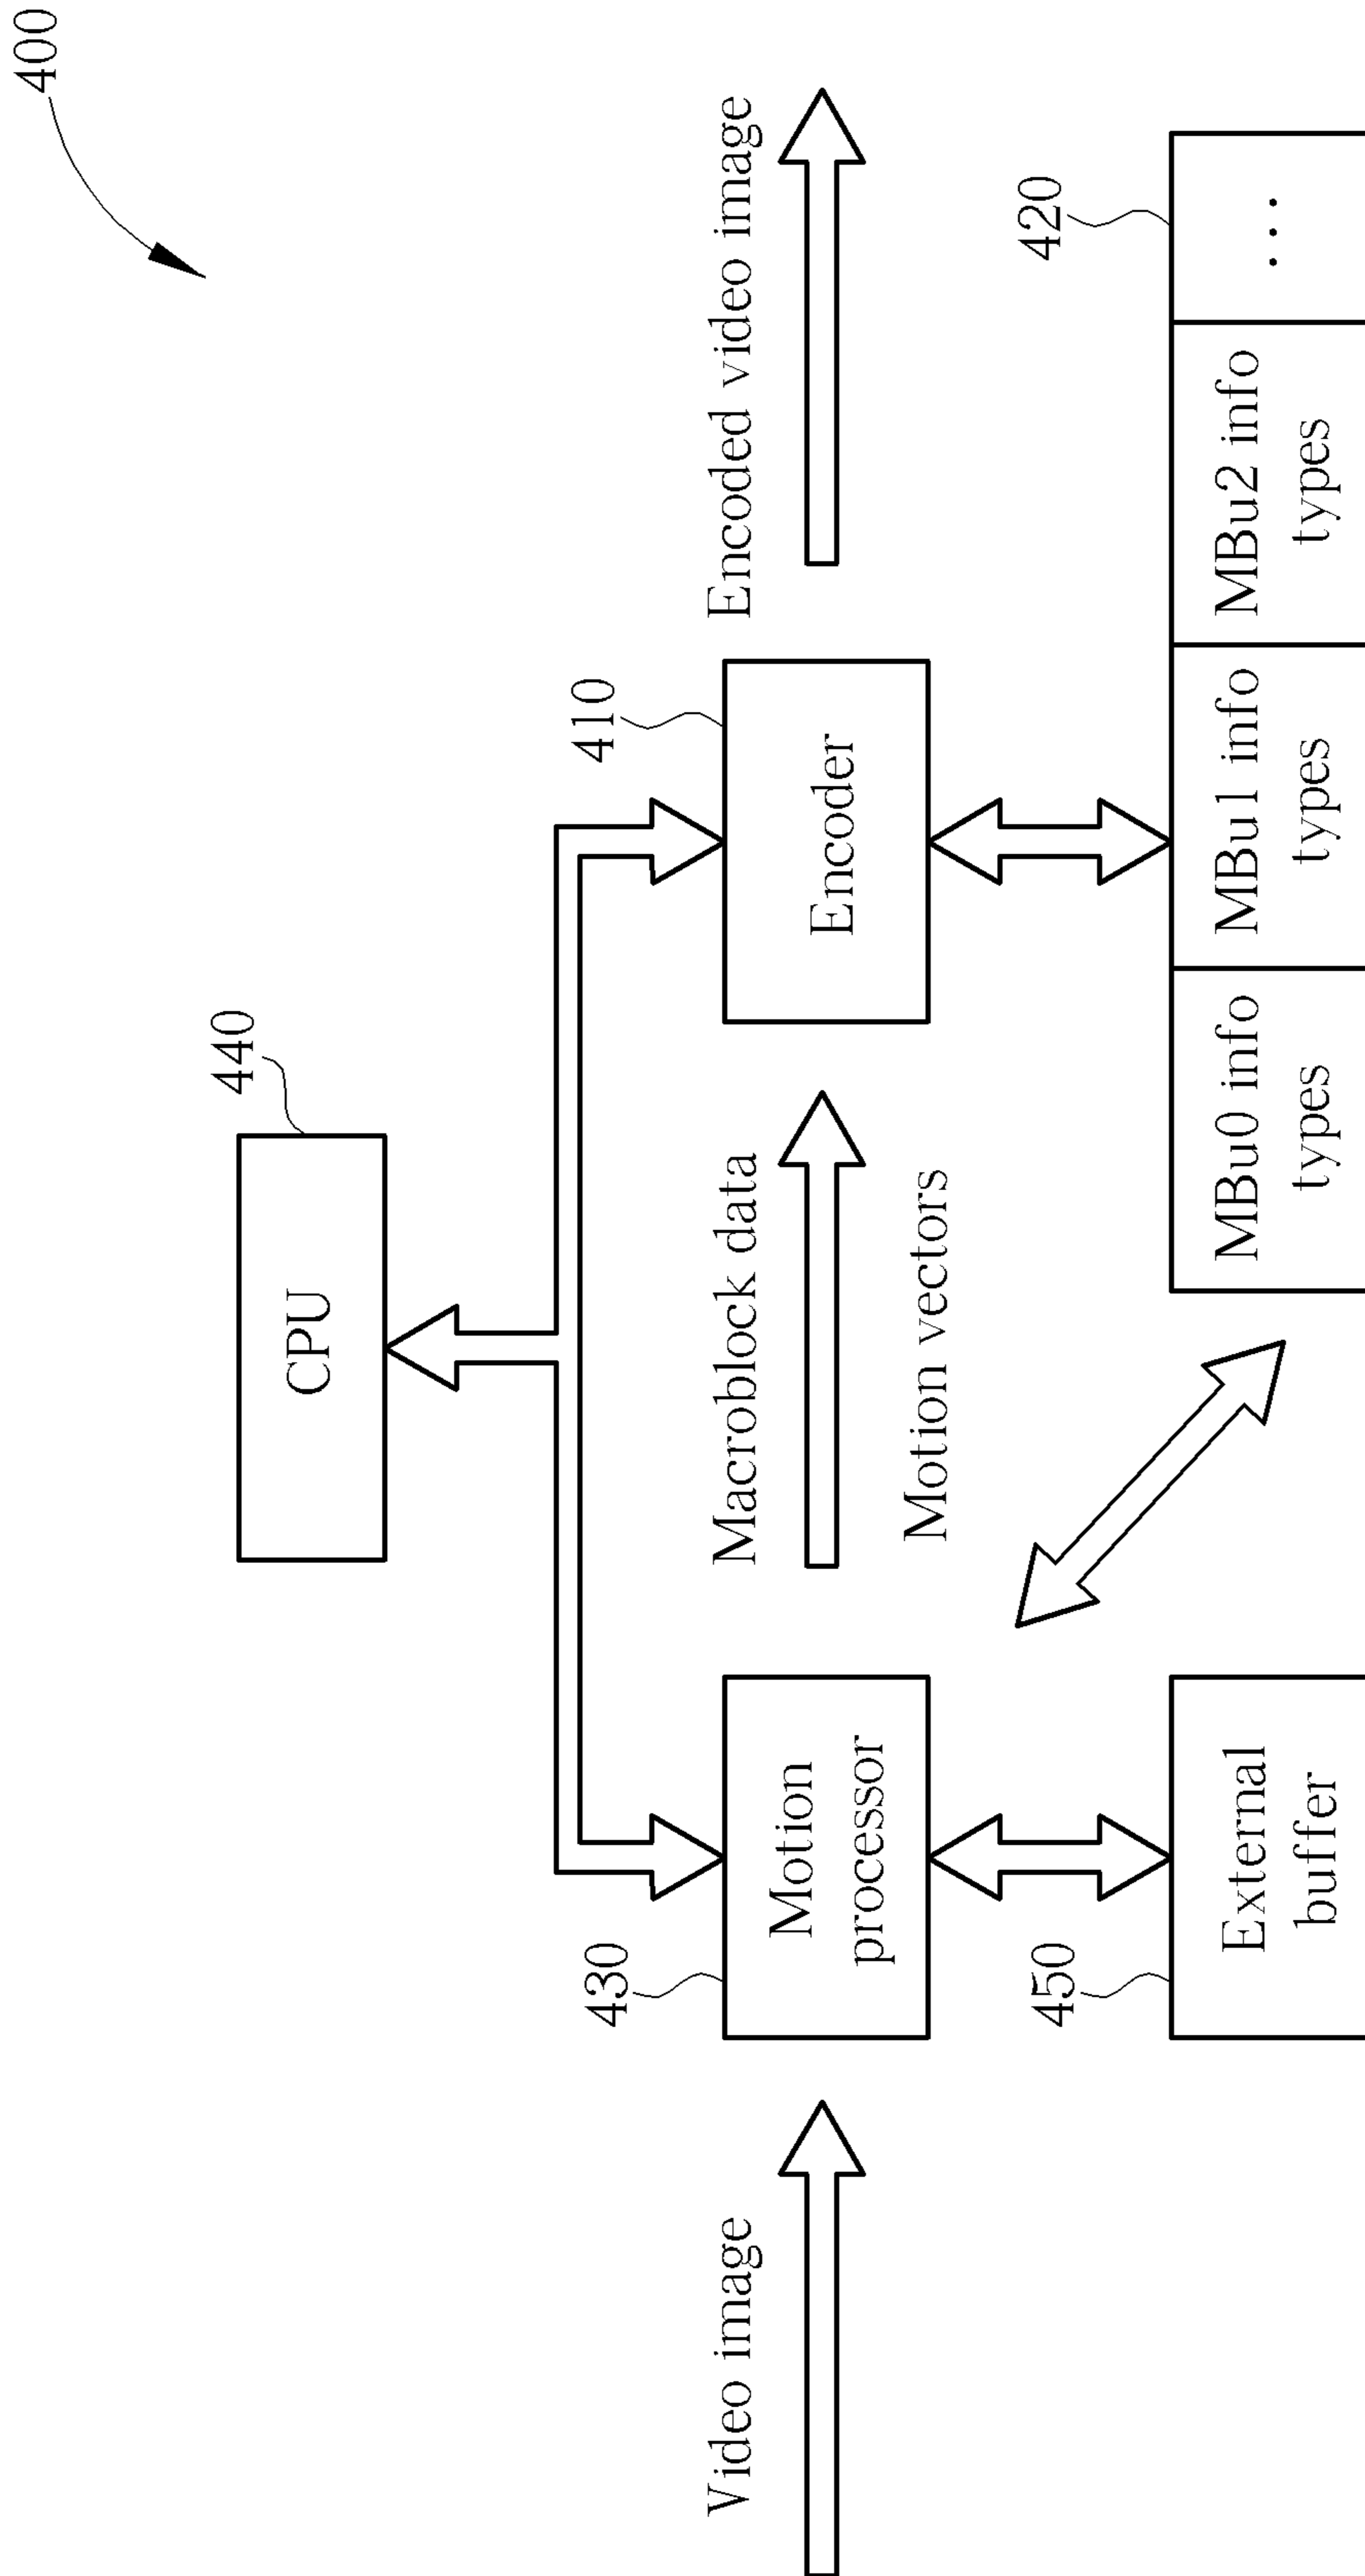 400
440
CPU
430
410
Video image
Motion
processor
Macroblock data
Motion vectors
Encoder
Encoded video image
450
420
External
buffer
MBu0 info
types
MBu1 info
types
MBu2 info
types
...